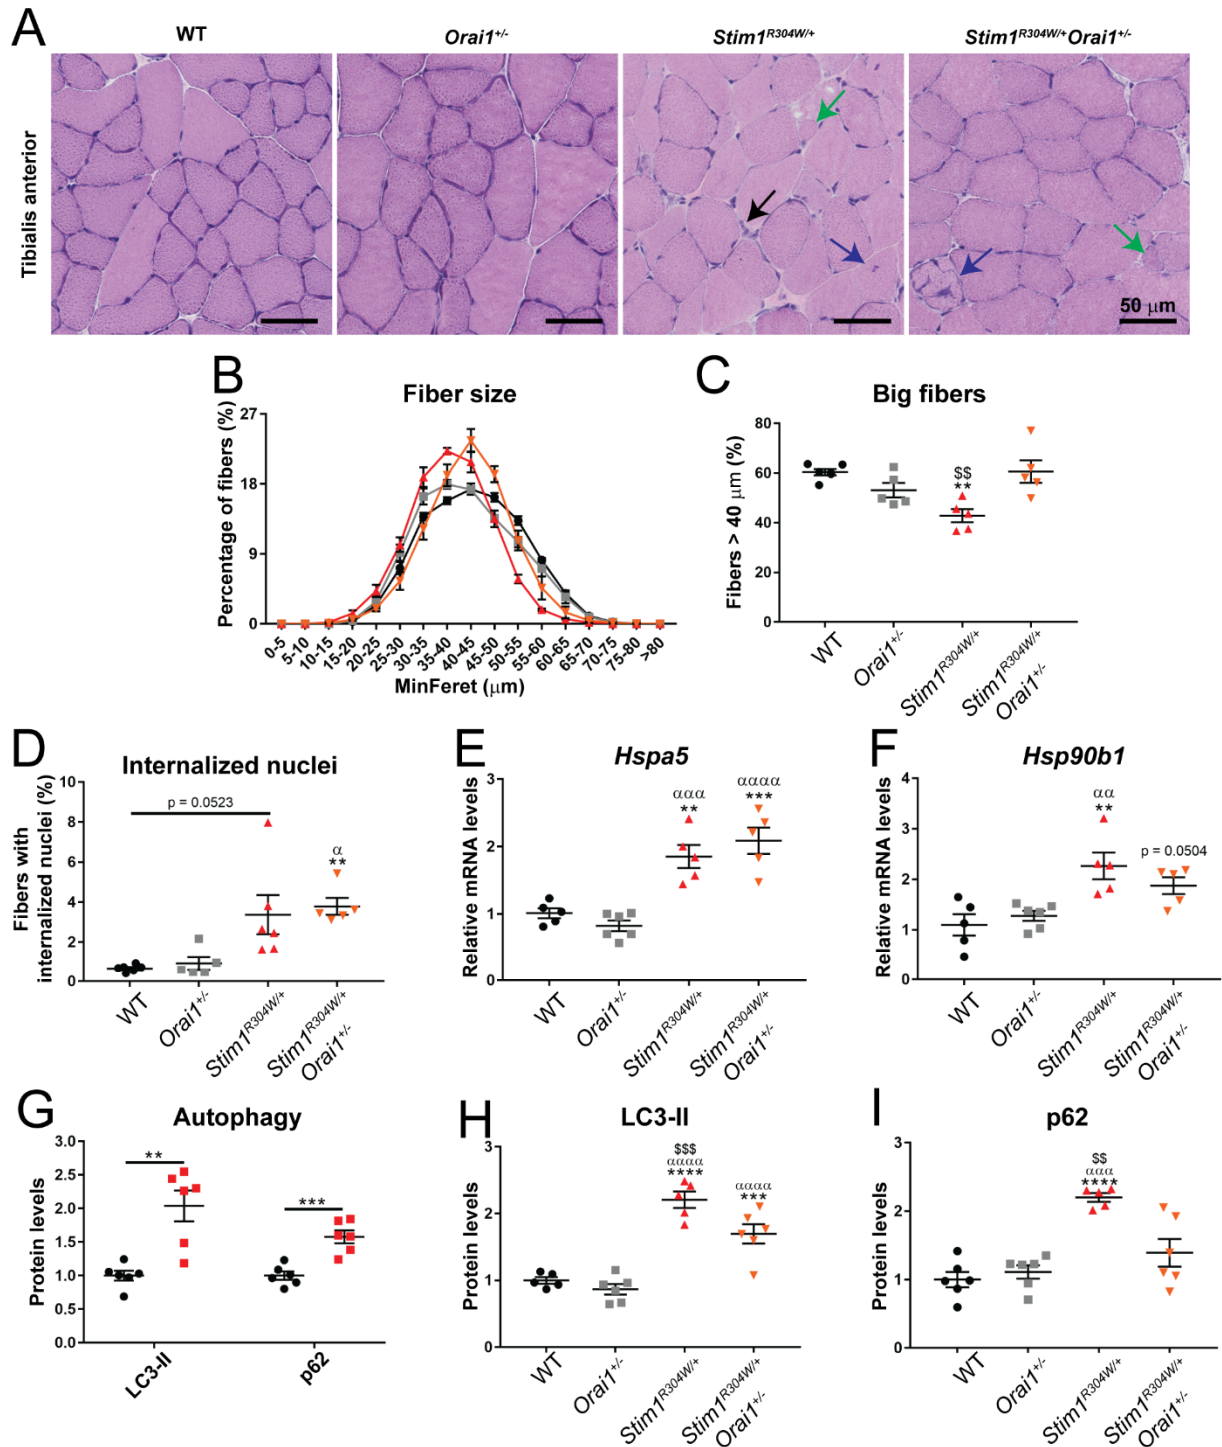 A
WT
Orai1+/-
Stim1R304W/+
Stim1R304W/+Orai1+/-
Tibialis anterior
50 μm
B
Fiber size
Percentage of fibers (%)
27
18
9
0
0-5
5-10
10-15
15-20
20-25
25-30
30-35
35-40
40-45
45-50
50-55
55-60
60-65
65-70
70-75
75-80
>80
MinFeret (μm)
C
Big fibers
Fibers > 40 μm (%)
80
60
40
20
0
$$
**
WT
Orai1+/-
Stim1R304W/+
Stim1R304W/+
Orai1+/-
D
Internalized nuclei
Fibers with
internalized nuclei (%)
10
8
6
4
2
0
p = 0.0523
α
**
WT
Orai1+/-
Stim1R304W/+
Stim1R304W/+
Orai1+/-
E
Hspa5
Relative mRNA levels
3
2
1
0
ααα
**
αααα
***
WT
Orai1+/-
Stim1R304W/+
Stim1R304W/+
Orai1+/-
F
Hsp90b1
Relative mRNA levels
4
3
2
1
0
αα
**
p = 0.0504
WT
Orai1+/-
Stim1R304W/+
Stim1R304W/+
Orai1+/-
G
Autophagy
Protein levels
3.0
2.5
2.0
1.5
1.0
0.5
0.0
**
***
LC3-II
p62
H
LC3-II
Protein levels
3
2
1
0
$$$
αααα
****
αααα
***
WT
Orai1+/-
Stim1R304W/+
Stim1R304W/+
Orai1+/-
I
p62
Protein levels
3
2
1
0
$$
ααα
****
WT
Orai1+/-
Stim1R304W/+
Stim1R304W/+
Orai1+/-